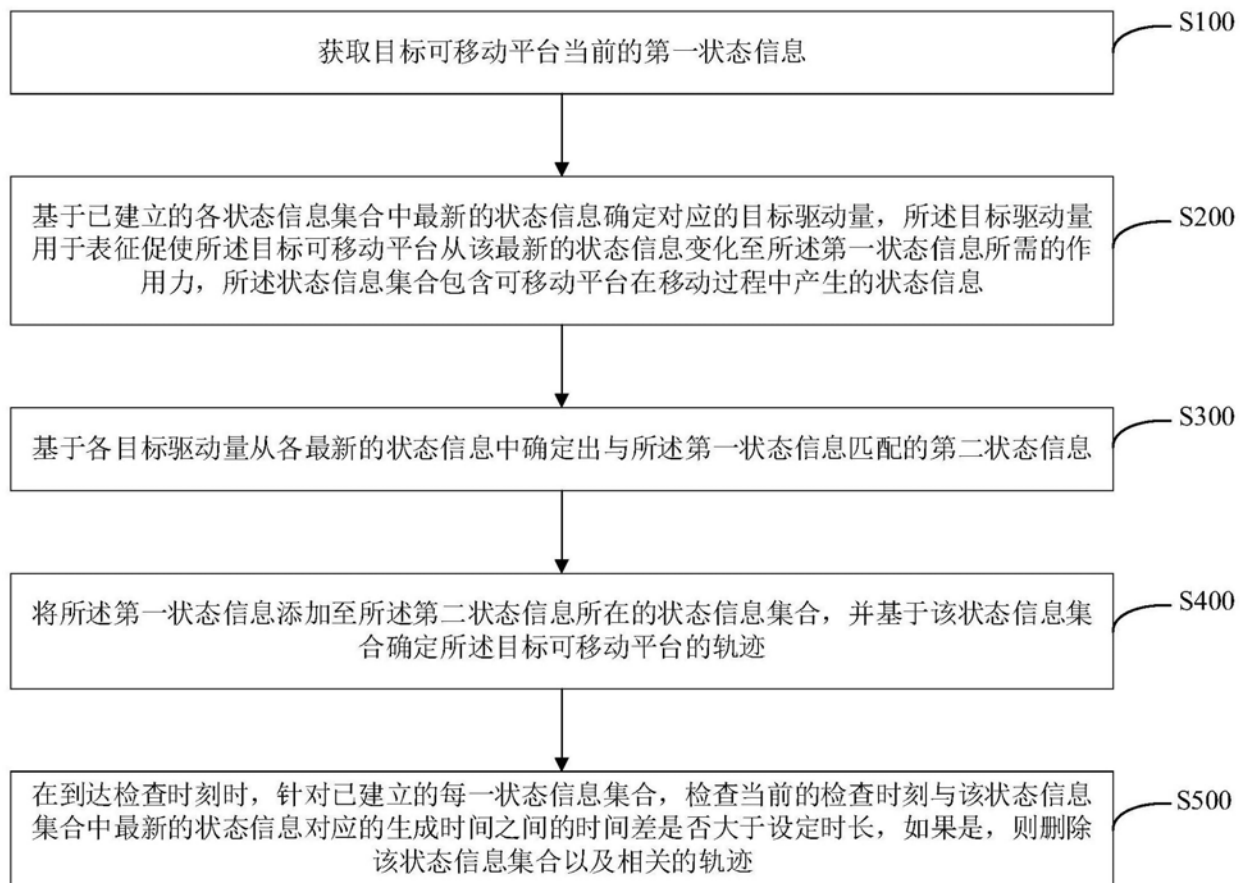 获取目标可移动平台当前的第一状态信息
S100
基于已建立的各状态信息集合中最新的状态信息确定对应的目标驱动量，所述目标驱动量
用于表征促使所述目标可移动平台从该最新的状态信息变化至所述第一状态信息所需的作
用力，所述状态信息集合包含可移动平台在移动过程中产生的状态信息
S200
基于各目标驱动量从各最新的状态信息中确定出与所述第一状态信息匹配的第二状态信息
S300
将所述第一状态信息添加至所述第二状态信息所在的状态信息集合，并基于该状态信息集
合确定所述目标可移动平台的轨迹
S400
在到达检查时刻时，针对已建立的每一状态信息集合，检查当前的检查时刻与该状态信息
集合中最新的状态信息对应的生成时间之间的时间差是否大于设定时长，如果是，则删除
该状态信息集合以及相关的轨迹
S500